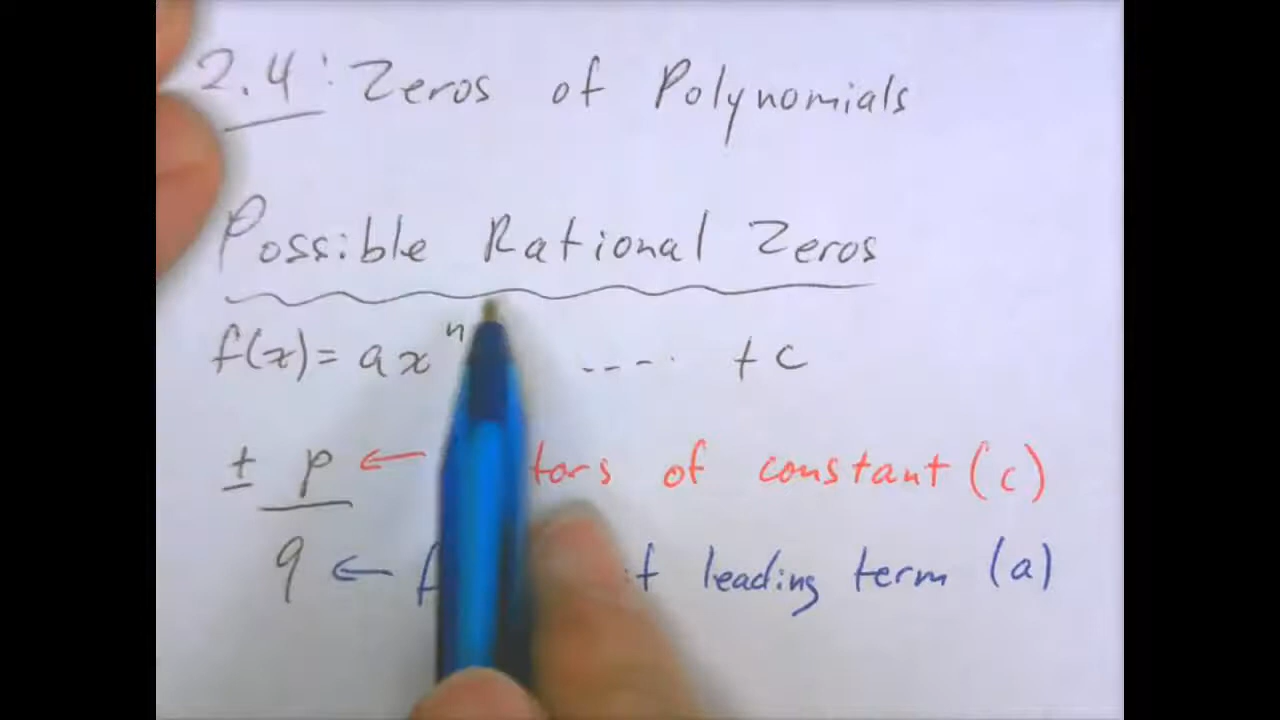 2.4: Zeros of Polynomials
Possible Rational Zeros
f(x) = ax^n ---- + c
± p ← tors of constant (c)
q ← f leading term (a)